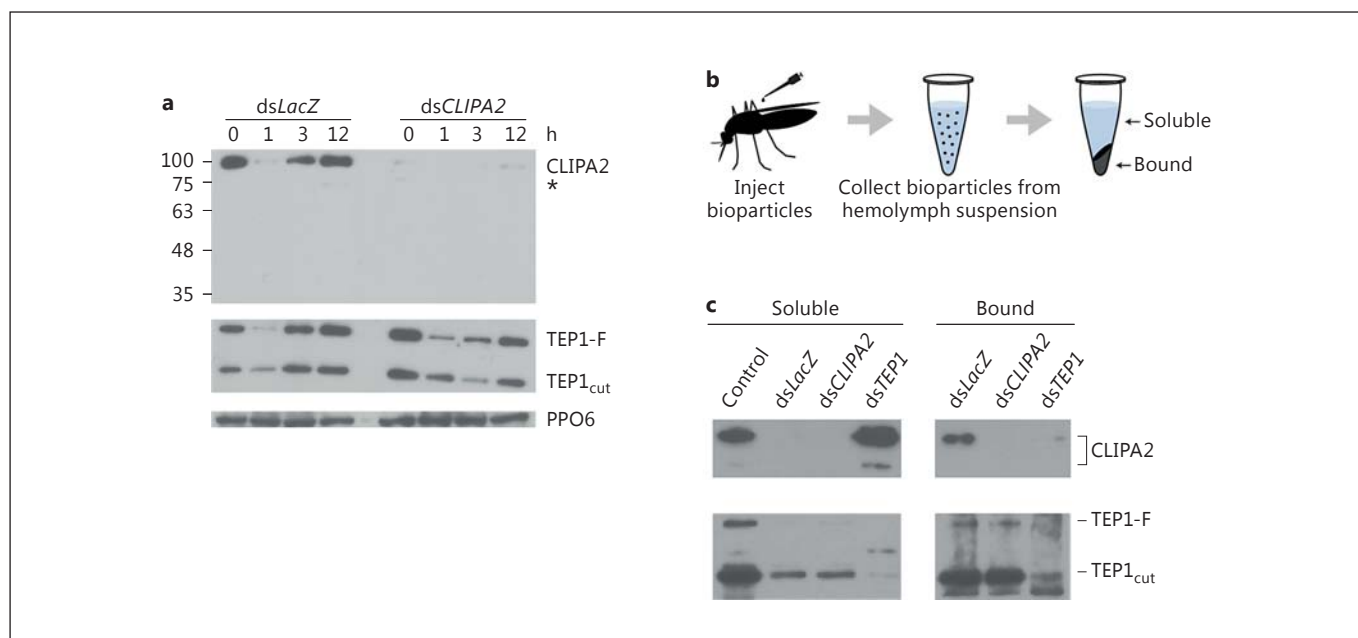 a
dsLacZ dsCLIPA2
0 1 3 12 0 1 3 12 h
100
75
63
48
35
CLIPA2
*
TEP1-F
TEP1cut
PPO6
b
Inject
bioparticles
Collect bioparticles from
hemolymph suspension
Soluble
Bound
c
Soluble Bound
Control dsLacZ dsCLIPA2 dsTEP1 dsLacZ dsCLIPA2 dsTEP1
CLIPA2
TEP1-F
TEP1cut